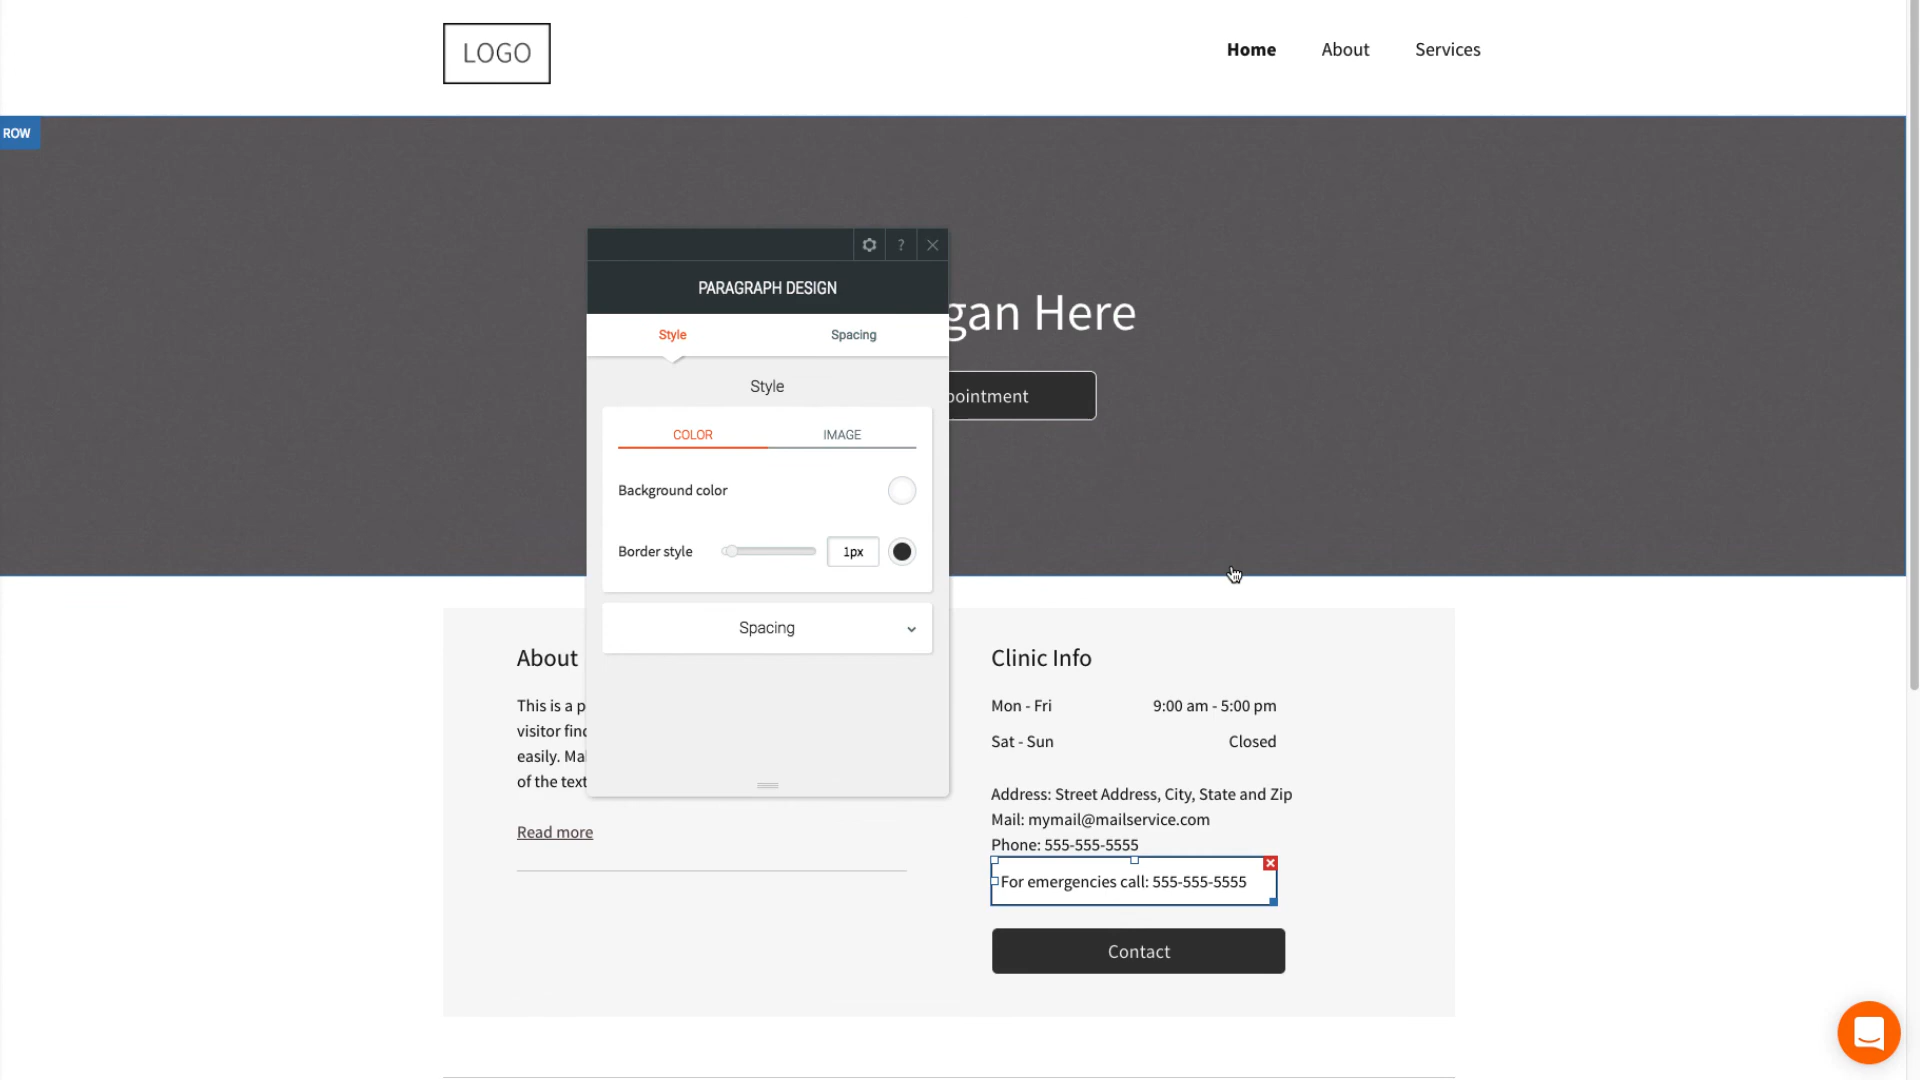 LOGO
Home
About
Services
ROW
?
PARAGRAPH DESIGN
Style
Spacing
Style
COLOR
IMAGE
Background color
Border style
1px
Spacing
gan Here
pointment
About
This is a p
visitor find
easily. Ma
of the text
Read more
Clinic Info
Mon - Fri 9:00 am - 5:00 pm
Sat - Sun Closed
Address: Street Address, City, State and Zip
Mail: mymail@mailservice.com
Phone: 555-555-5555
For emergencies call: 555-555-5555
Contact